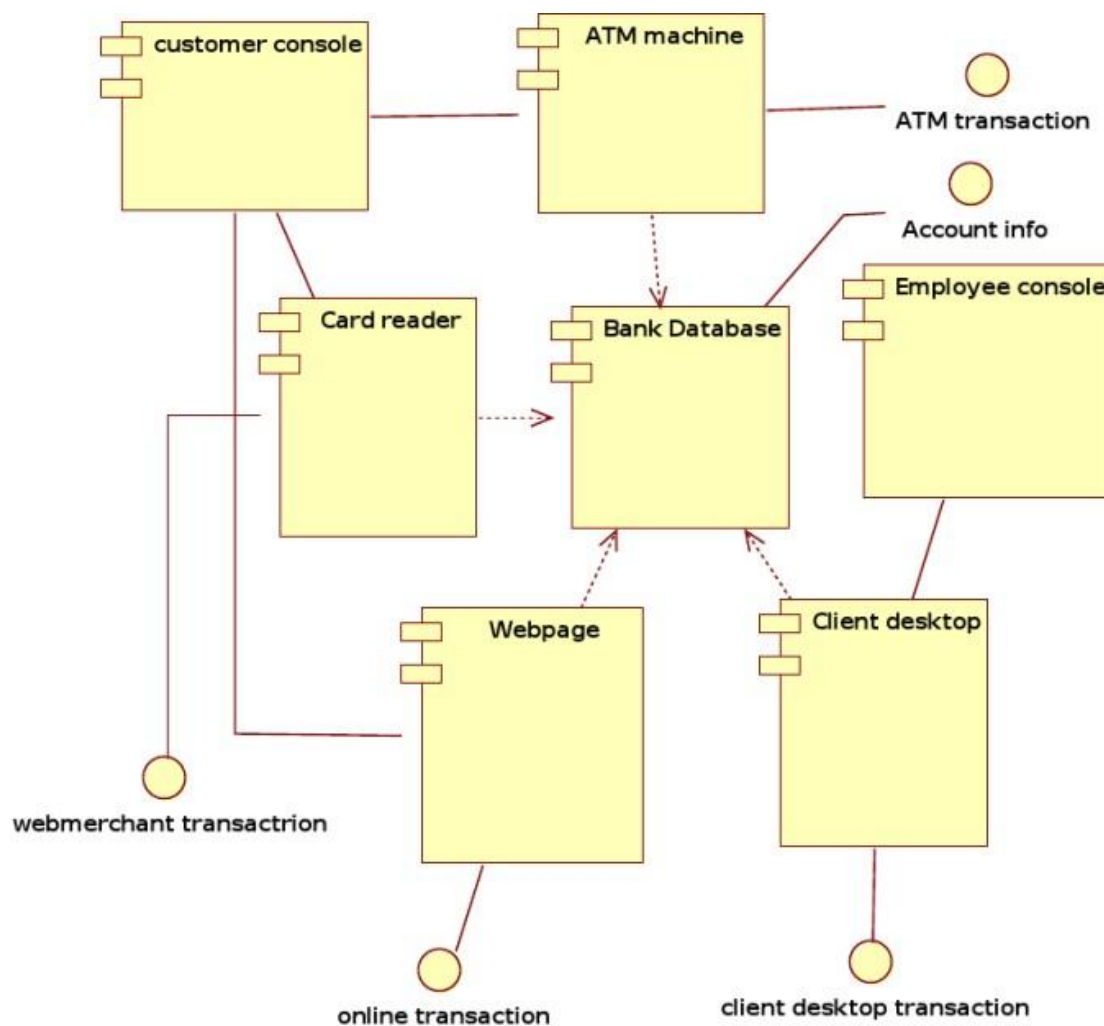 customer console
ATM machine
ATM transaction
Account info
Employee console
Card reader
Bank Database
Webpage
Client desktop
webmerchant transactrion
online transaction
client desktop transaction